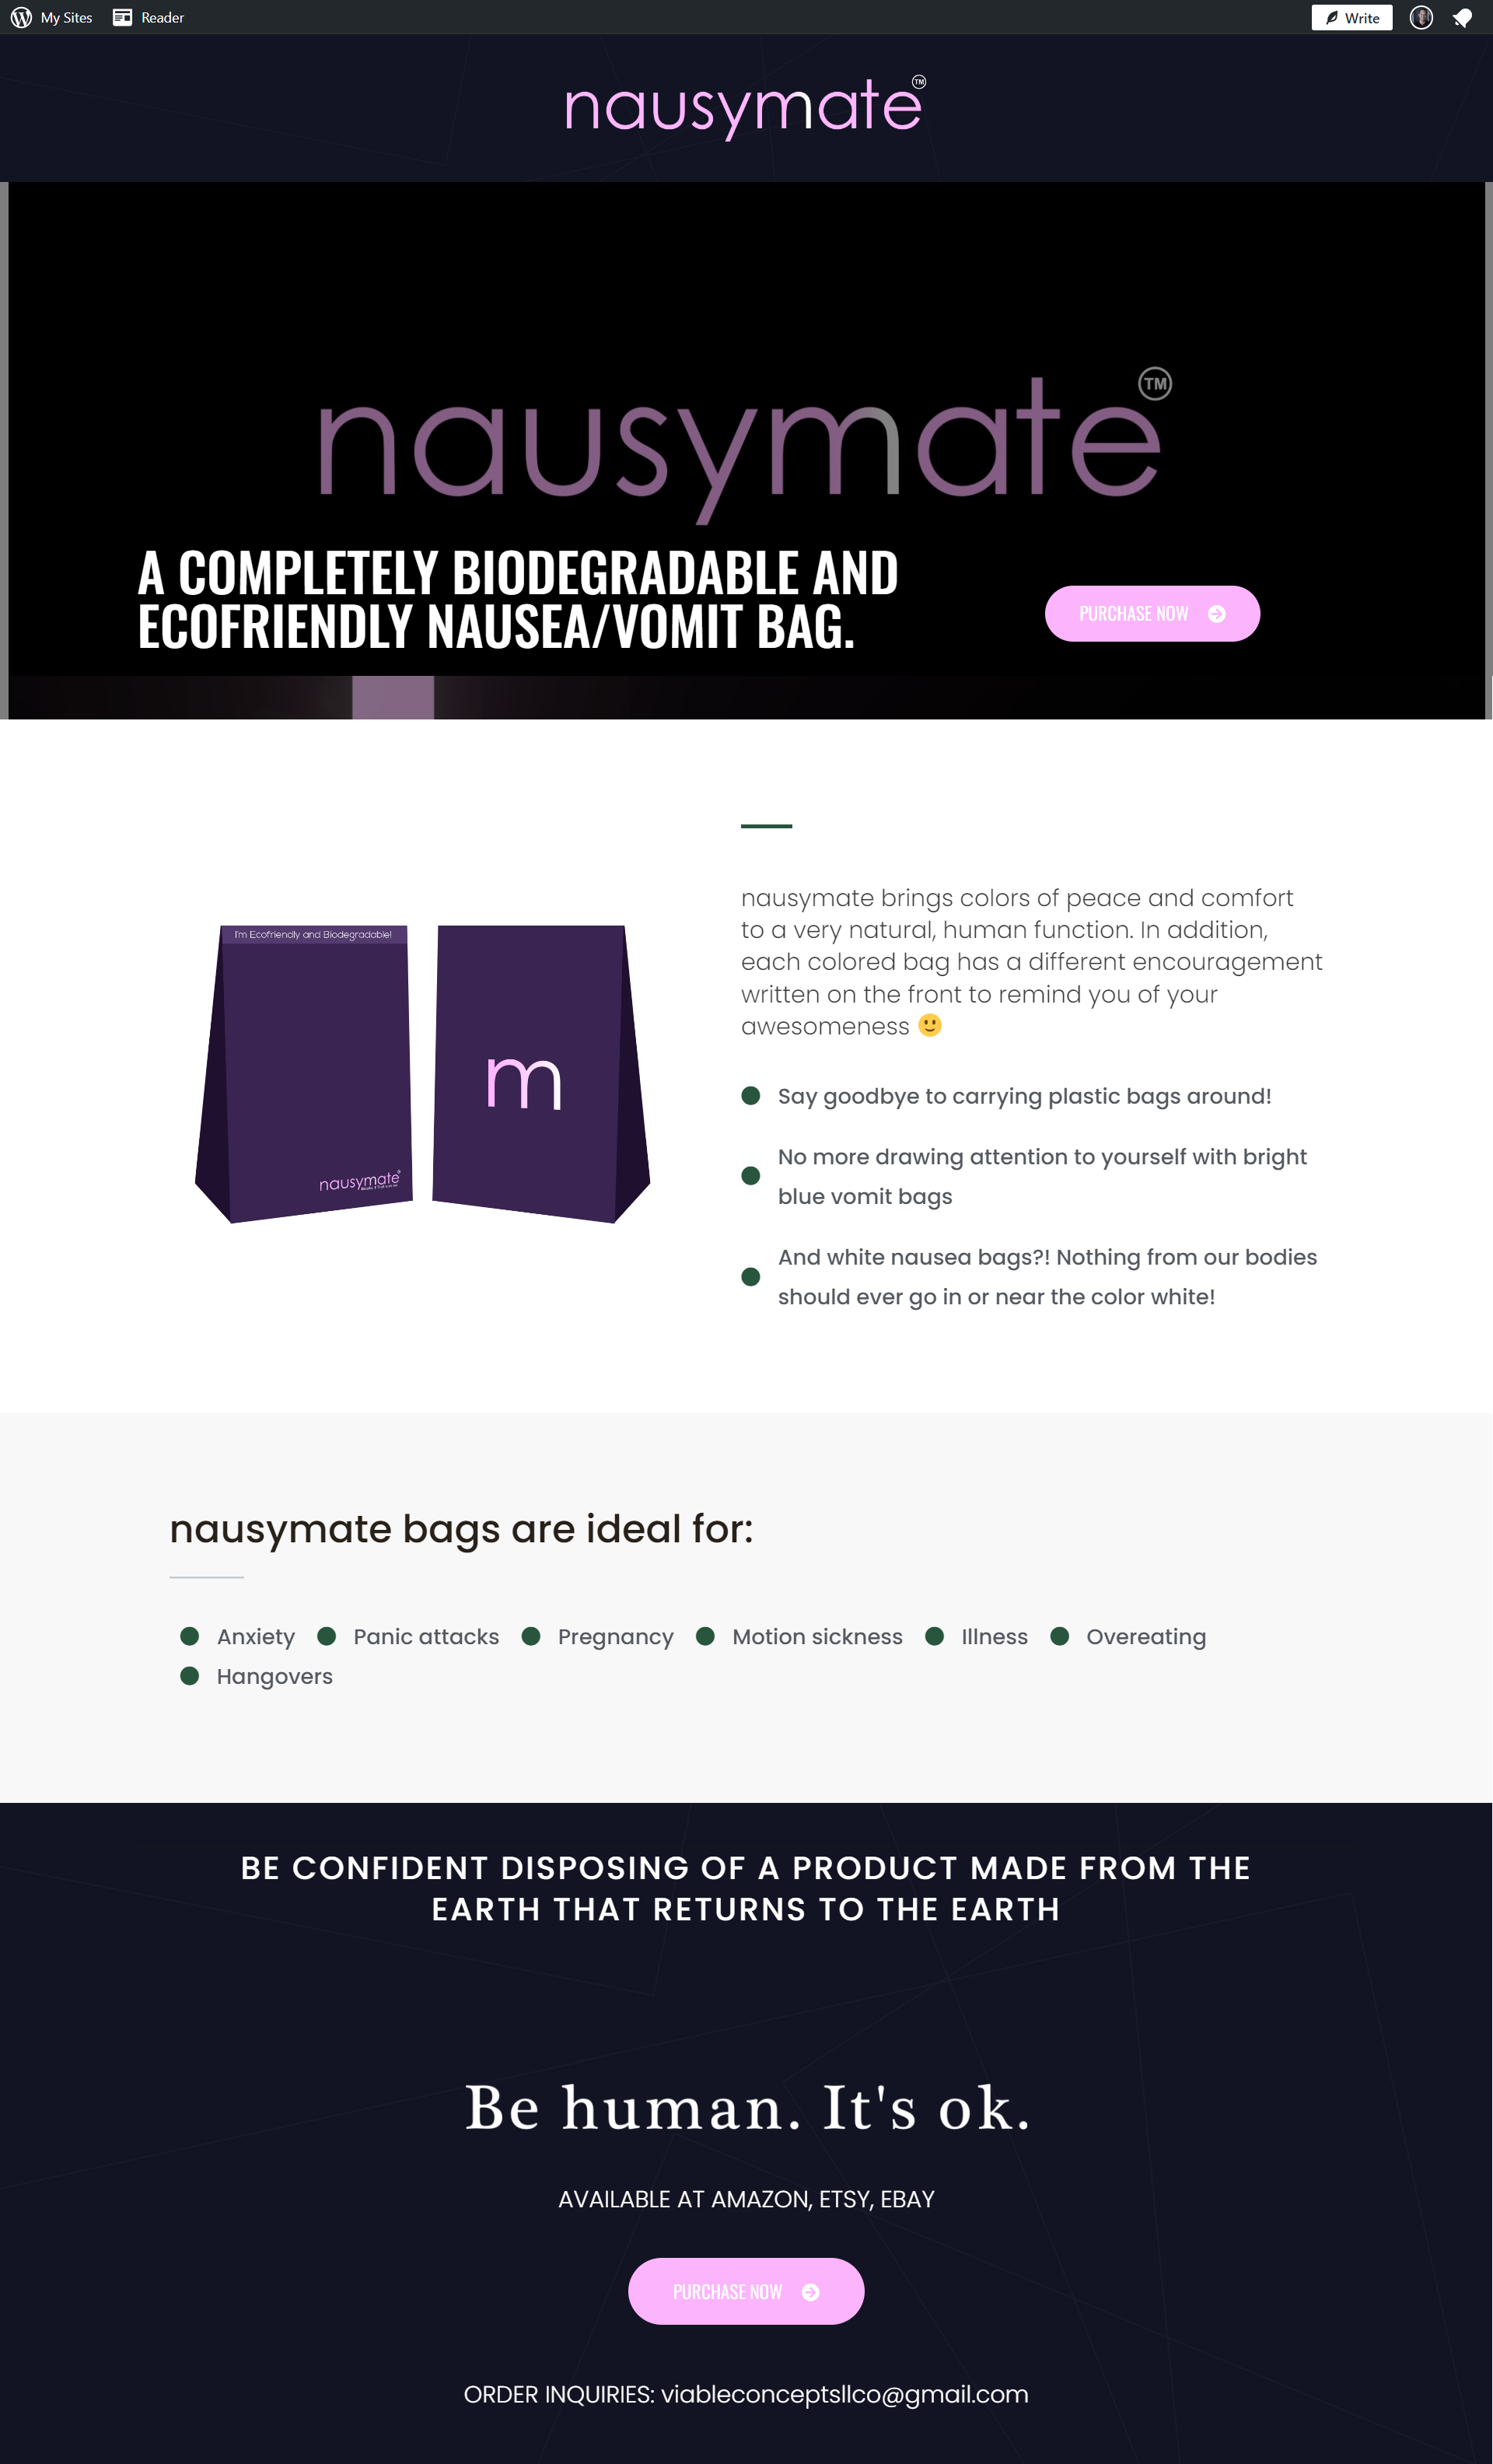 My Sites
Reader
Write
nausymate TM
nausymate TM
A COMPLETELY BIODEGRADABLE AND
ECOFRIENDLY NAUSEA/VOMIT BAG.
PURCHASE NOW
I'm Ecofriendly and Biodegradable!
m
nausymate
nausymate brings colors of peace and comfort
to a very natural, human function. In addition,
each colored bag has a different encouragement
written on the front to remind you of your
awesomeness 🙂
Say goodbye to carrying plastic bags around!
No more drawing attention to yourself with bright
blue vomit bags
And white nausea bags?! Nothing from our bodies
should ever go in or near the color white!
nausymate bags are ideal for:
Anxiety Panic attacks Pregnancy Motion sickness Illness Overeating
Hangovers
BE CONFIDENT DISPOSING OF A PRODUCT MADE FROM THE
EARTH THAT RETURNS TO THE EARTH
Be human. It's ok.
AVAILABLE AT AMAZON, ETSY, EBAY
PURCHASE NOW
ORDER INQUIRIES: viableconceptsllco@gmail.com